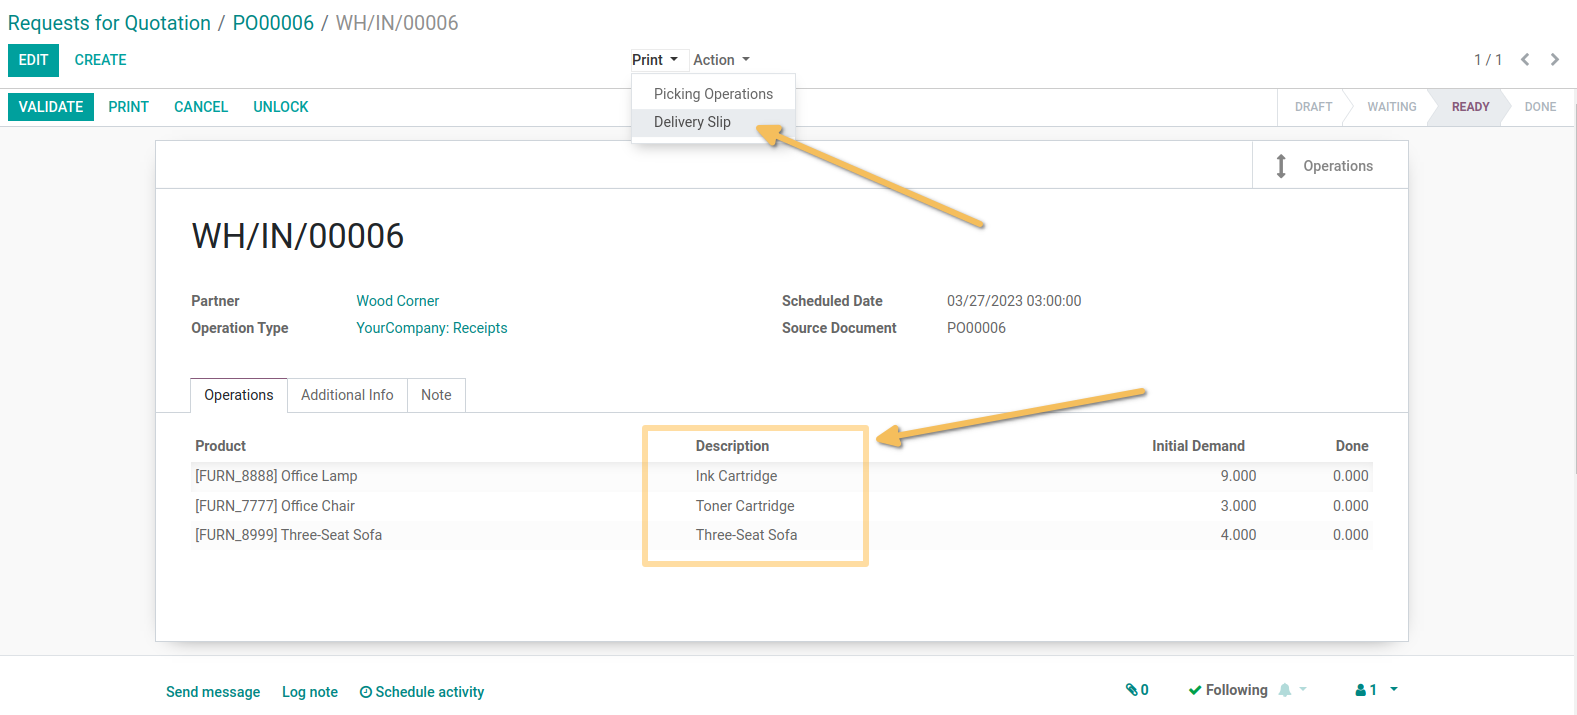 Requests for Quotation / PO00006 / WH/IN/00006
EDIT CREATE Print Action 1 / 1
Picking Operations
Delivery Slip
VALIDATE PRINT CANCEL UNLOCK DRAFT WAITING READY DONE
Operations
WH/IN/00006
Partner Wood Corner Scheduled Date 03/27/2023 03:00:00
Operation Type YourCompany: Receipts Source Document PO00006
Operations Additional Info Note
Product Description Initial Demand Done
[FURN_8888] Office Lamp Ink Cartridge 9.000 0.000
[FURN_7777] Office Chair Toner Cartridge 3.000 0.000
[FURN_8999] Three-Seat Sofa Three-Seat Sofa 4.000 0.000
Send message Log note Schedule activity 0 Following 1